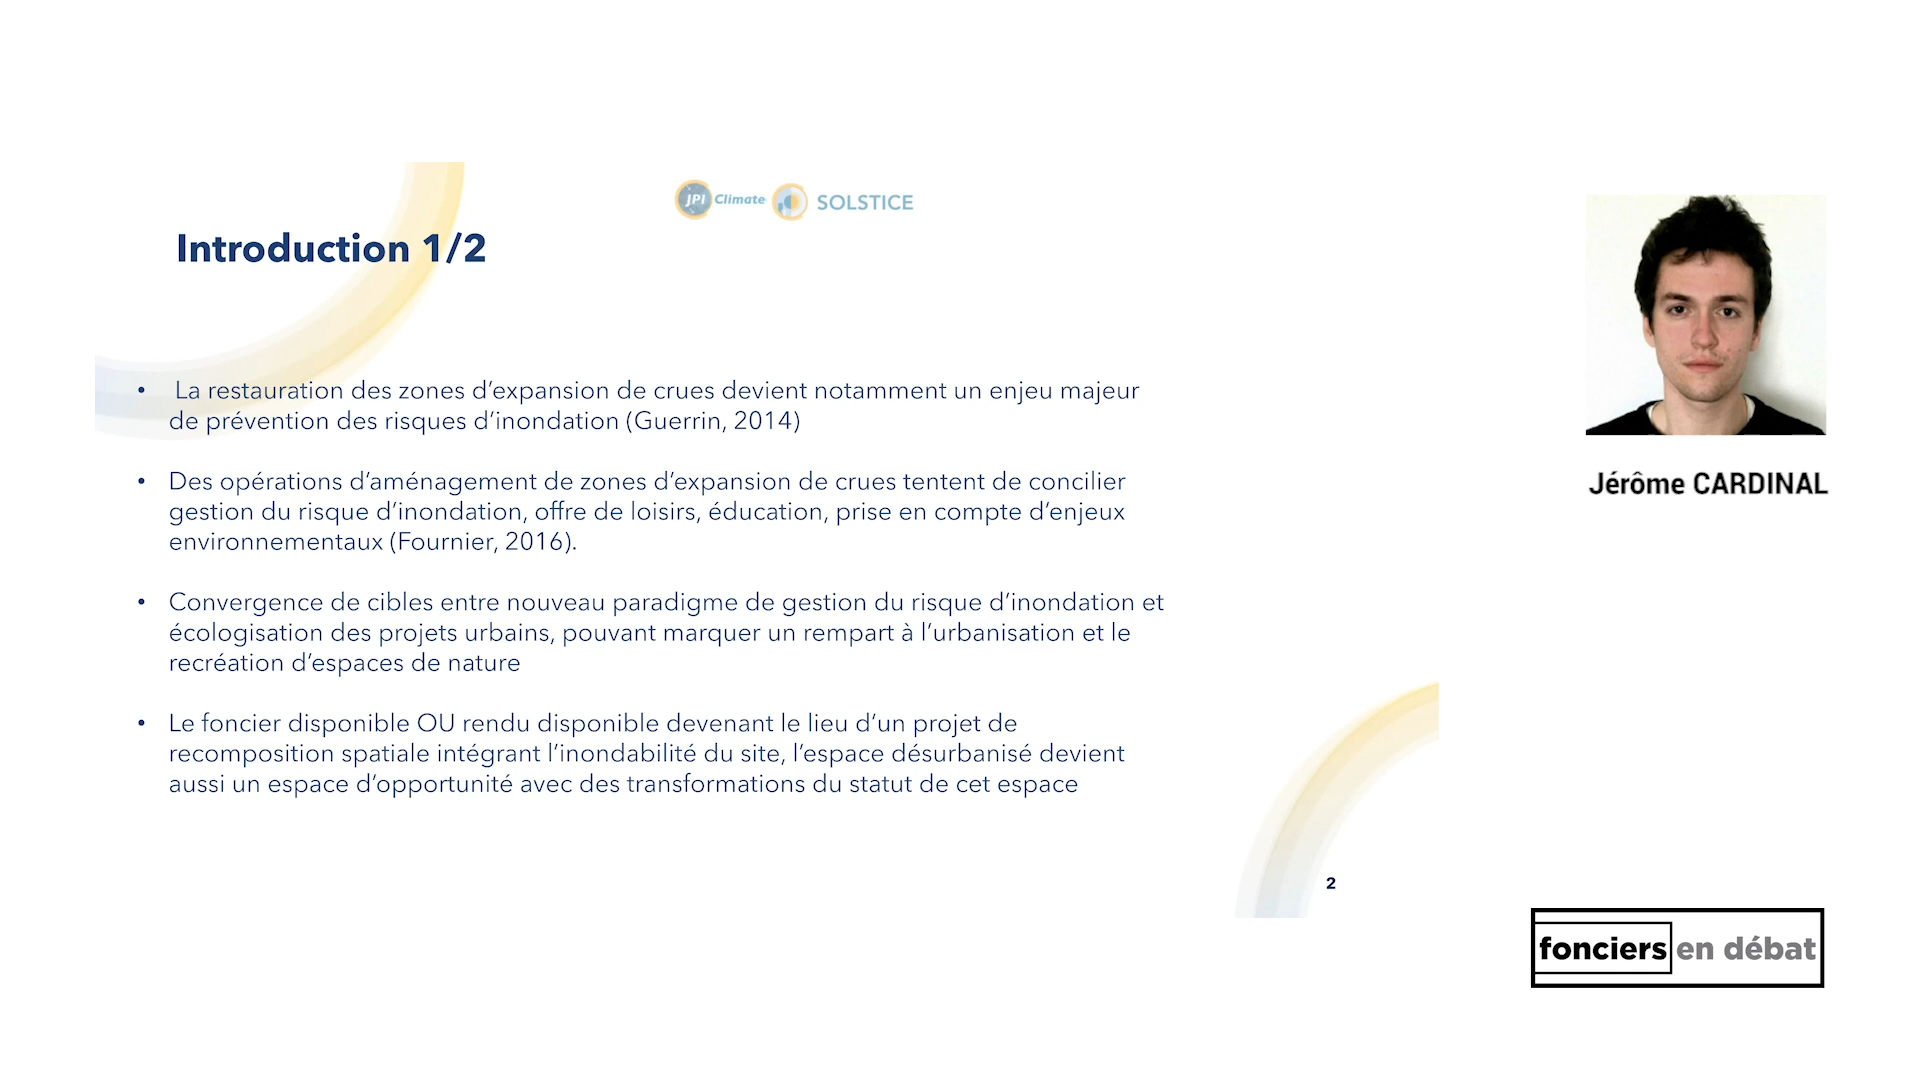 JPI Climate SOLSTICE
Introduction 1/2
• La restauration des zones d’expansion de crues devient notamment un enjeu majeur
de prévention des risques d’inondation (Guerrin, 2014)
• Des opérations d’aménagement de zones d’expansion de crues tentent de concilier
gestion du risque d’inondation, offre de loisirs, éducation, prise en compte d’enjeux
environnementaux (Fournier, 2016).
• Convergence de cibles entre nouveau paradigme de gestion du risque d’inondation et
écologisation des projets urbains, pouvant marquer un rempart à l’urbanisation et le
recréation d’espaces de nature
• Le foncier disponible OU rendu disponible devenant le lieu d’un projet de
recomposition spatiale intégrant l’inondabilité du site, l’espace désurbanisé devient
aussi un espace d’opportunité avec des transformations du statut de cet espace
2
Jérôme CARDINAL
fonciers en débat